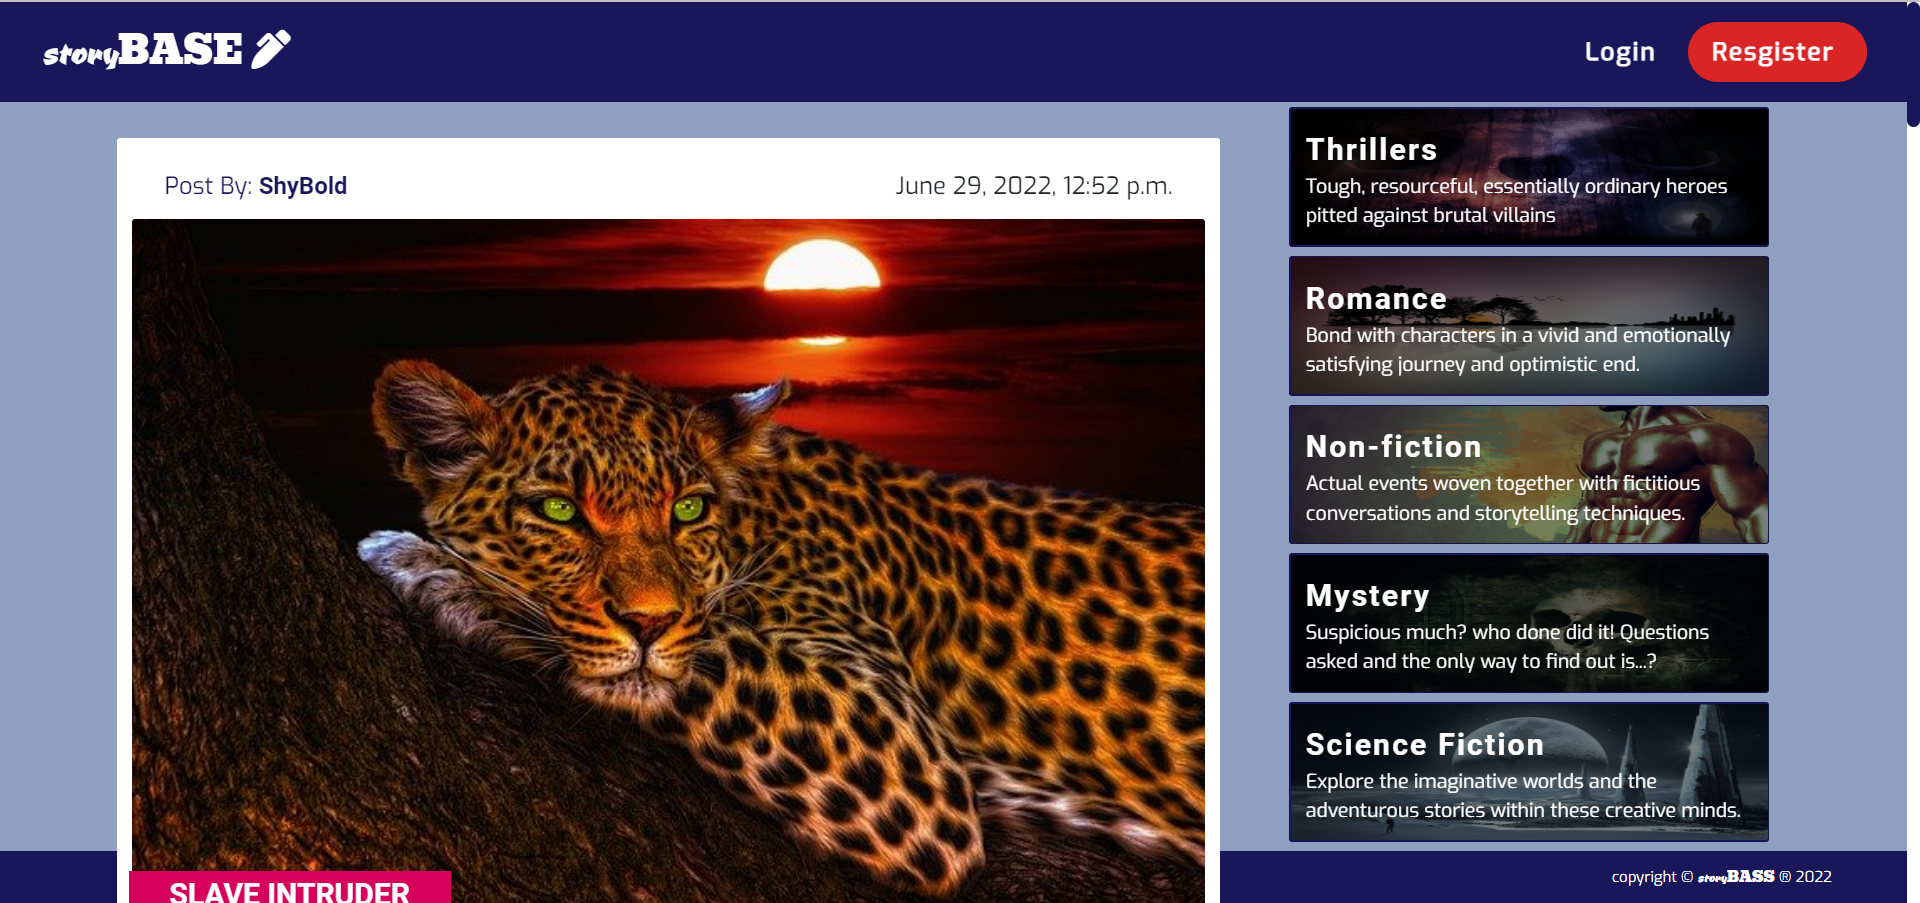 storyBASE
Login
Resgister
Post By: ShyBold
June 29, 2022, 12:52 p.m.
SLAVE INTRUDER
Thrillers
Tough, resourceful, essentially ordinary heroes
pitted against brutal villains
Romance
Bond with characters in a vivid and emotionally
satisfying journey and optimistic end.
Non-fiction
Actual events woven together with fictitious
conversations and storytelling techniques.
Mystery
Suspicious much? who done did it! Questions
asked and the only way to find out is...?
Science Fiction
Explore the imaginative worlds and the
adventurous stories within these creative minds.
copyright © storyBASS ® 2022